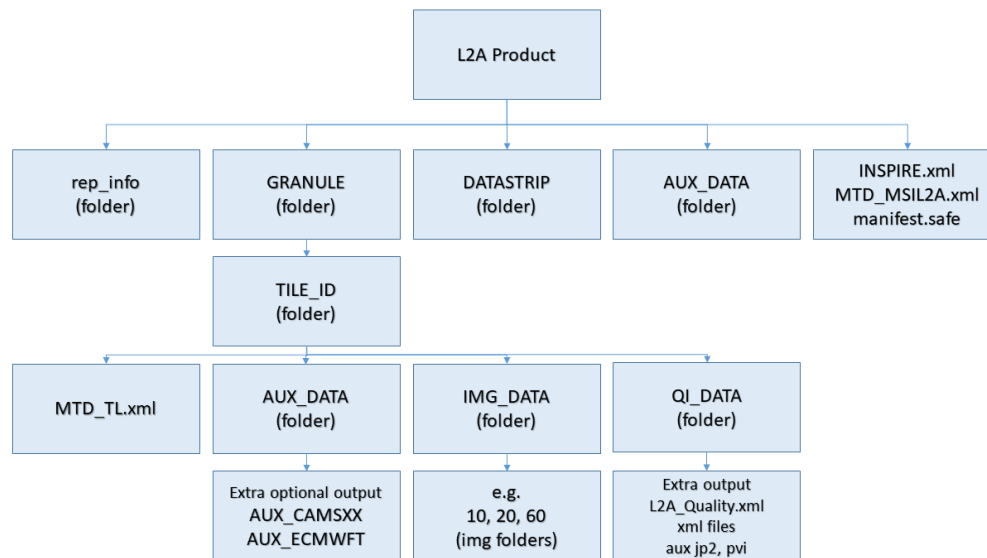 L2A Product
rep_info
(folder)
GRANULE
(folder)
DATASTRIP
(folder)
AUX_DATA
(folder)
INSPIRE.xml
MTD_MSIL2A.xml
manifest.safe
TILE_ID
(folder)
MTD_TL.xml
AUX_DATA
(folder)
IMG_DATA
(folder)
QI_DATA
(folder)
Extra optional output
AUX_CAMSXX
AUX_ECMWFT
e.g.
10, 20, 60
(img folders)
Extra output
L2A_Quality.xml
xml files
aux jp2, pvi